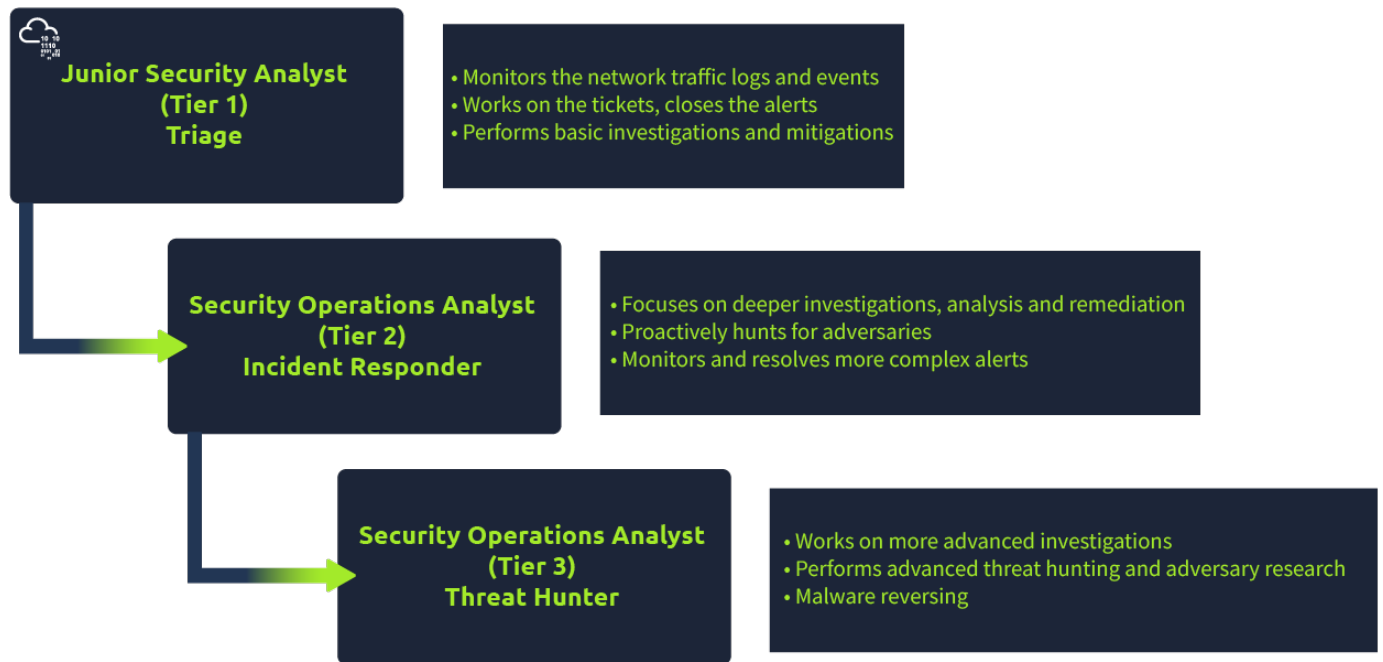 10 10
1110
Junior Security Analyst
(Tier 1)
Triage
• Monitors the network traffic logs and events
• Works on the tickets, closes the alerts
• Performs basic investigations and mitigations
Security Operations Analyst
(Tier 2)
Incident Responder
• Focuses on deeper investigations, analysis and remediation
• Proactively hunts for adversaries
• Monitors and resolves more complex alerts
Security Operations Analyst
(Tier 3)
Threat Hunter
• Works on more advanced investigations
• Performs advanced threat hunting and adversary research
• Malware reversing